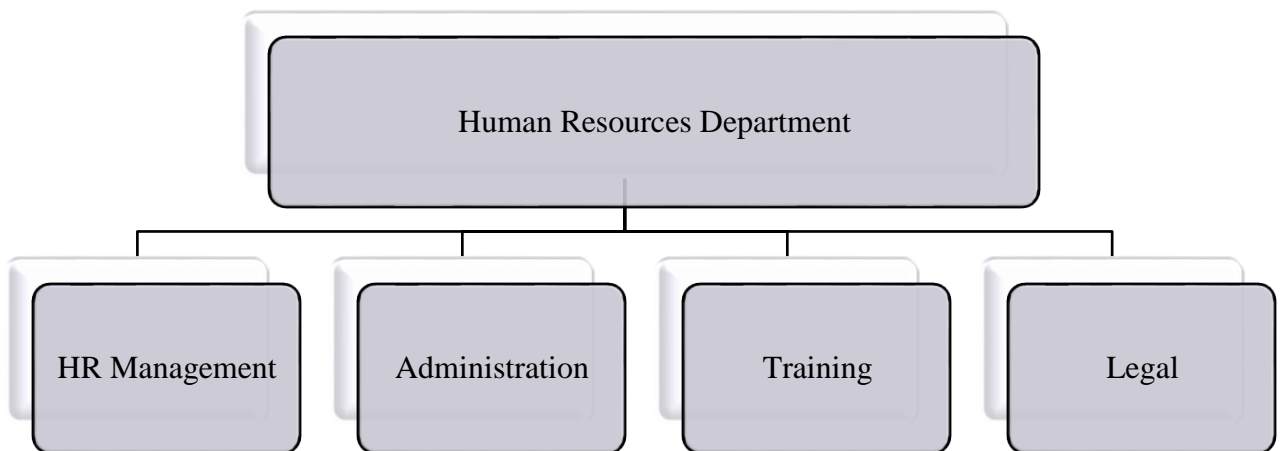 Human Resources Department
HR Management
Administration
Training
Legal